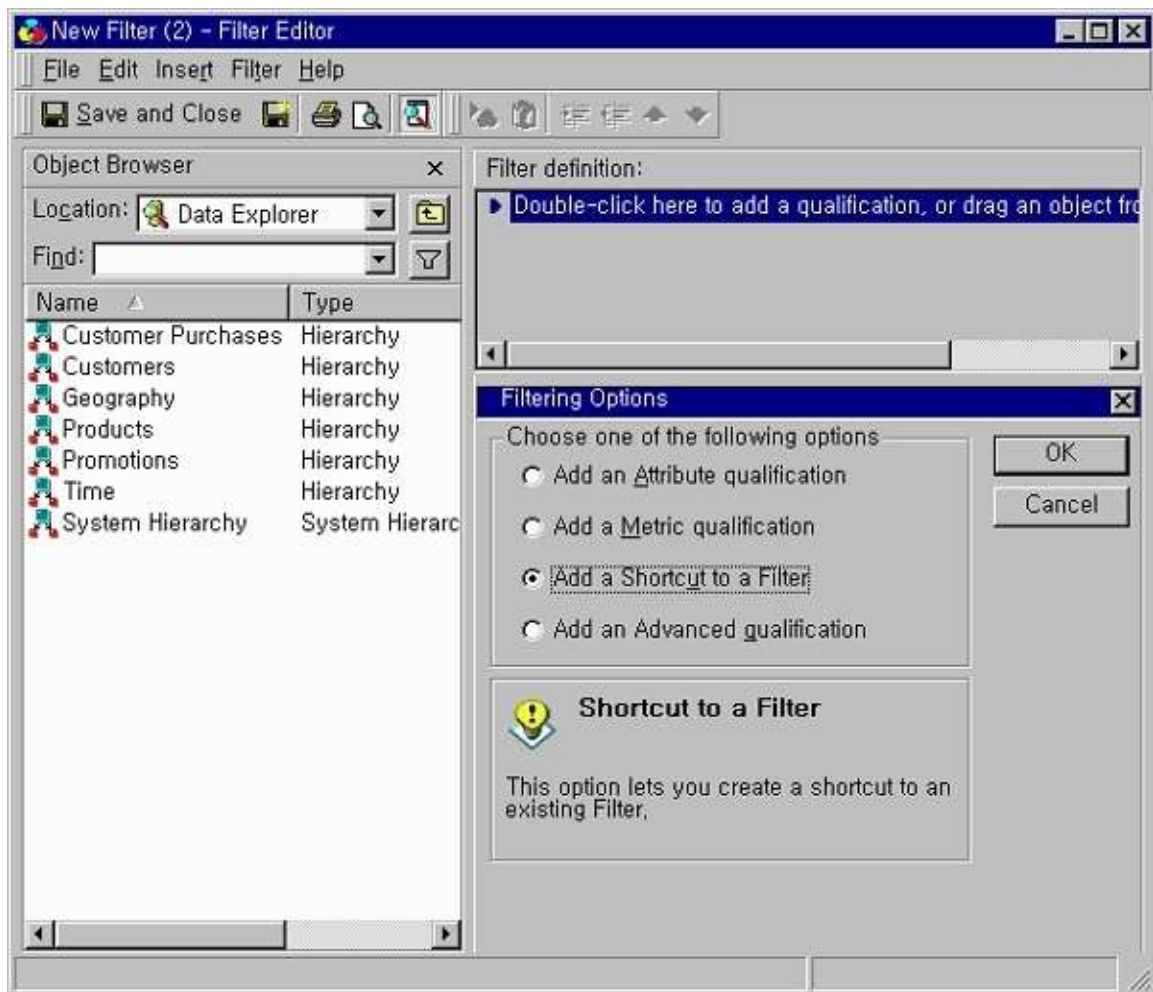 New Filter (2) - Filter Editor
File Edit Insert Filter Help
Save and Close
Object Browser
Location: Data Explorer
Find:
Name Type
Customer Purchases Hierarchy
Customers Hierarchy
Geography Hierarchy
Products Hierarchy
Promotions Hierarchy
Time Hierarchy
System Hierarchy System Hierarc
Filter definition:
Double-click here to add a qualification, or drag an object fro
Filtering Options
Choose one of the following options
Add an Attribute qualification
Add a Metric qualification
Add a Shortcut to a Filter
Add an Advanced qualification
OK
Cancel
Shortcut to a Filter
This option lets you create a shortcut to an
existing Filter.